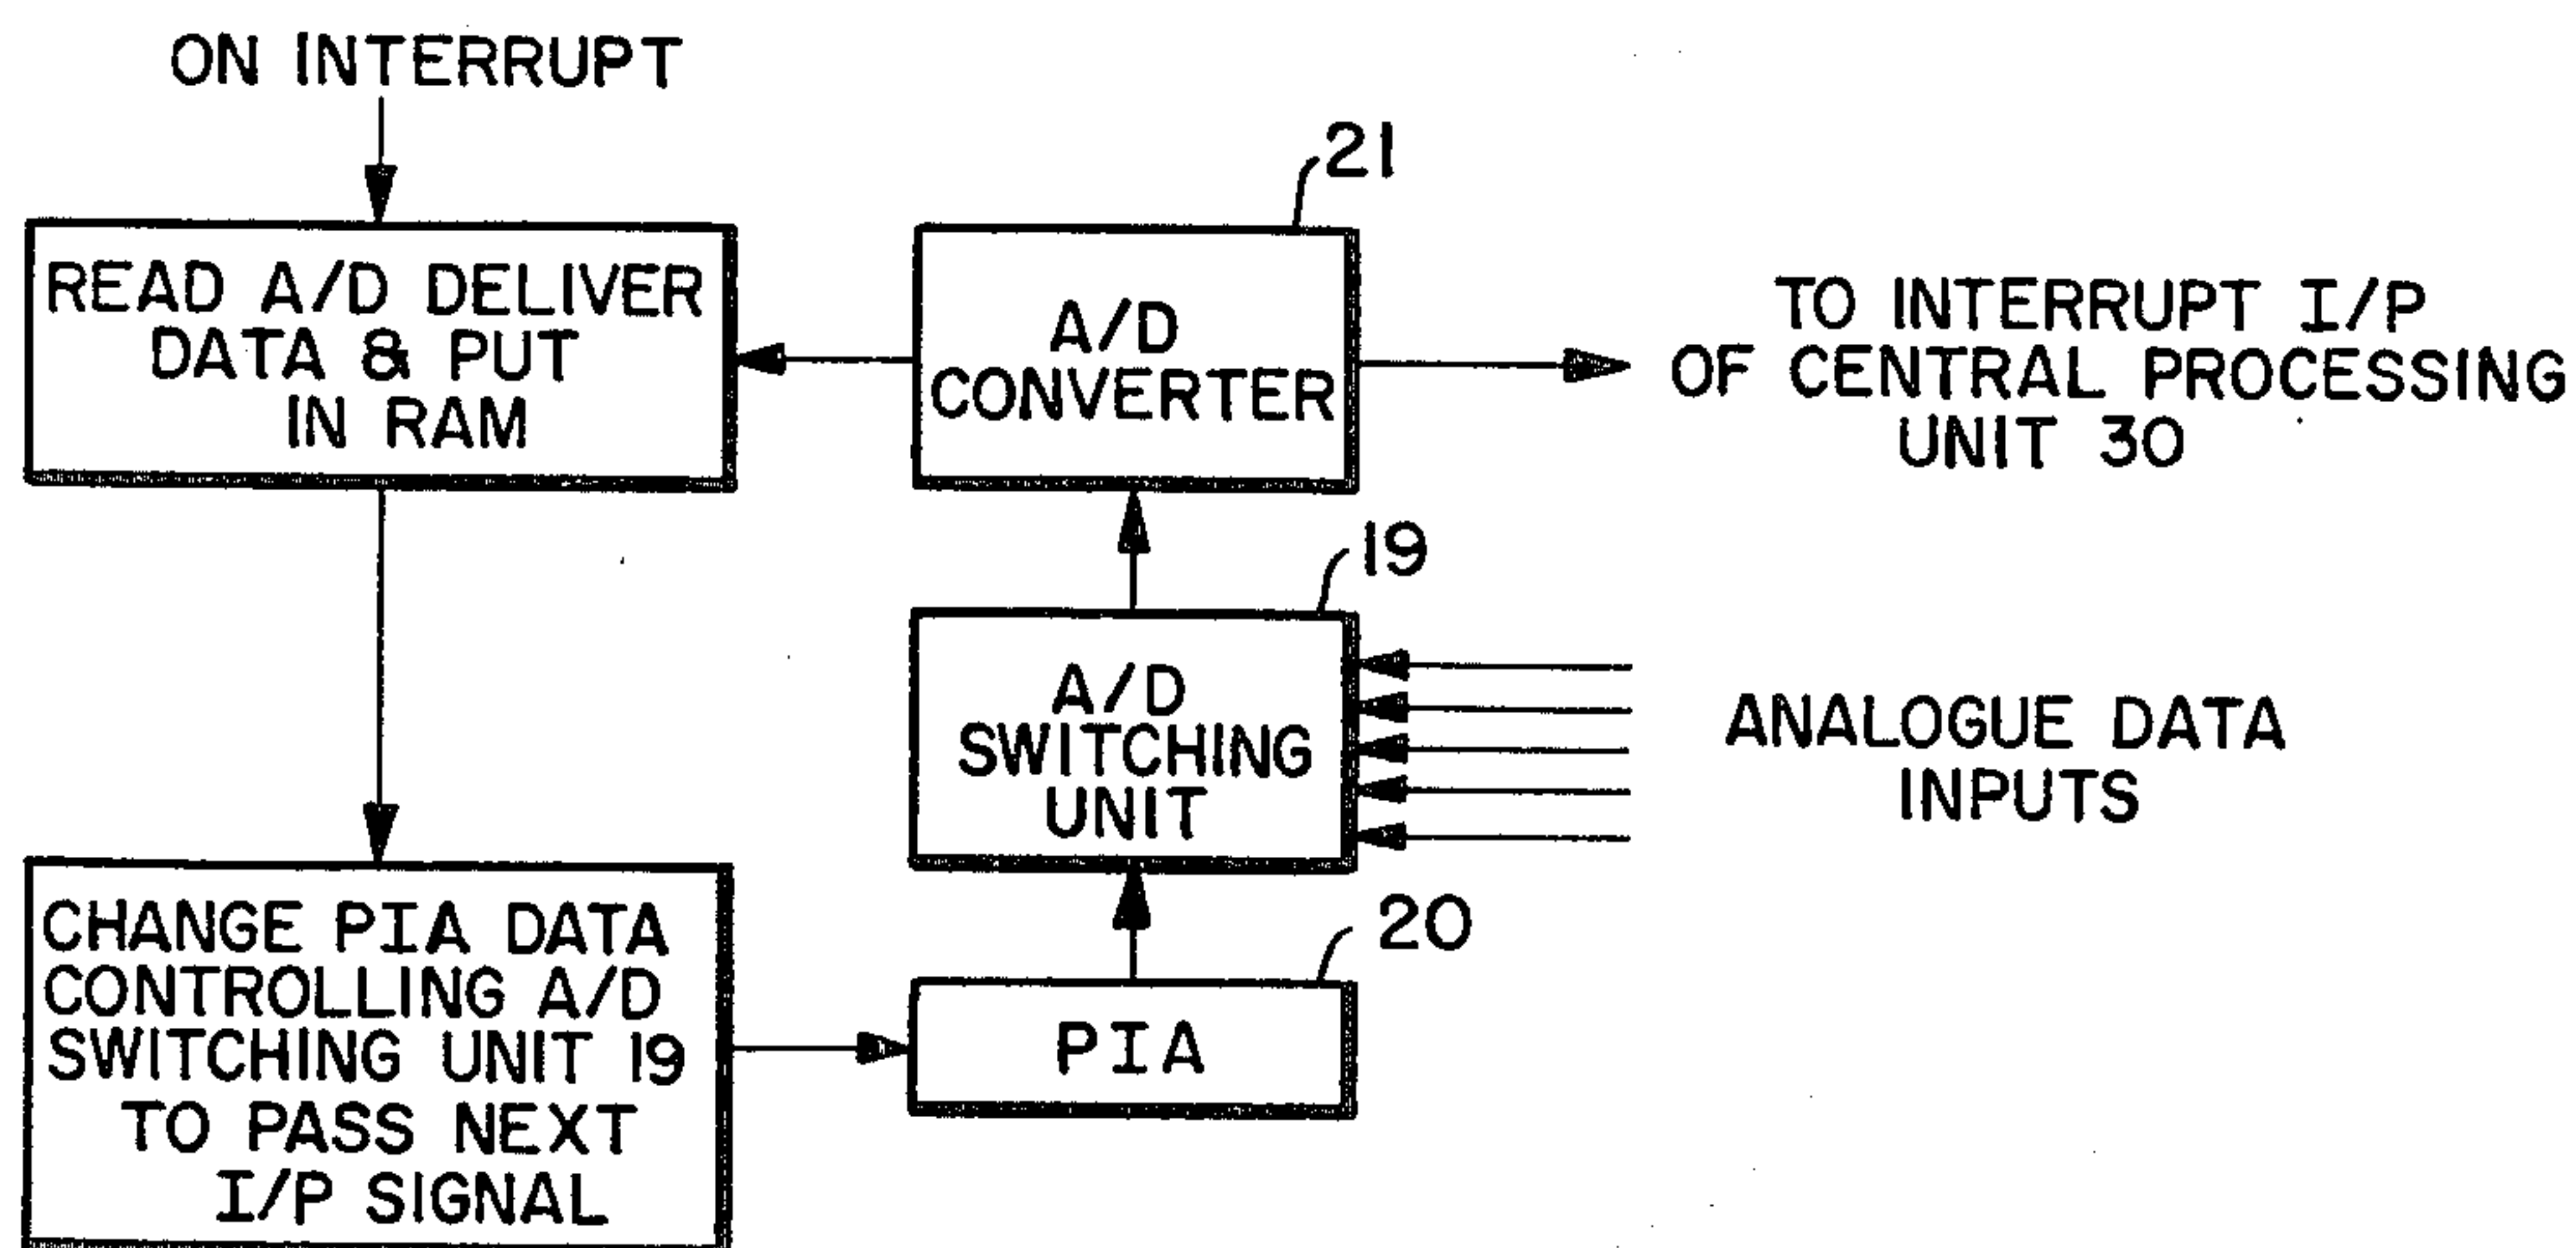 ON INTERRUPT
READ A/D DELIVER
DATA & PUT
IN RAM
21
A/D
CONVERTER
TO INTERRUPT I/P
OF CENTRAL PROCESSING
UNIT 30
19
A/D
SWITCHING
UNIT
ANALOGUE DATA
INPUTS
CHANGE PIA DATA
CONTROLLING A/D
SWITCHING UNIT 19
TO PASS NEXT
I/P SIGNAL
20
PIA